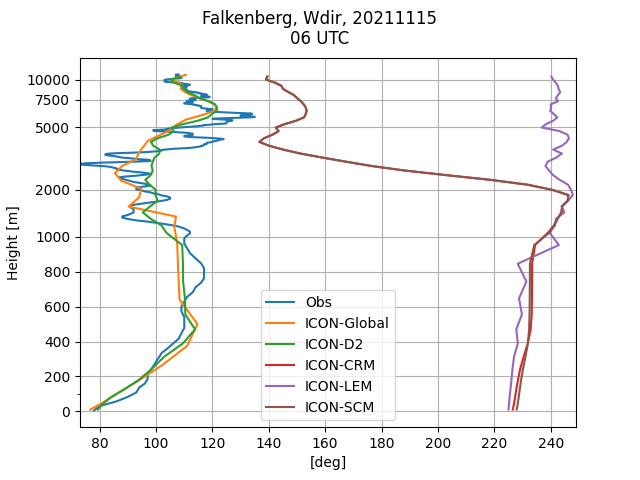 Falkenberg, Wdir, 20211115
06 UTC
Height [m]
10000
7500
5000
2000
1000
800
600
400
200
0
Obs
ICON-Global
ICON-D2
ICON-CRM
ICON-LEM
ICON-SCM
80 100 120 140 160 180 200 220 240
[deg]